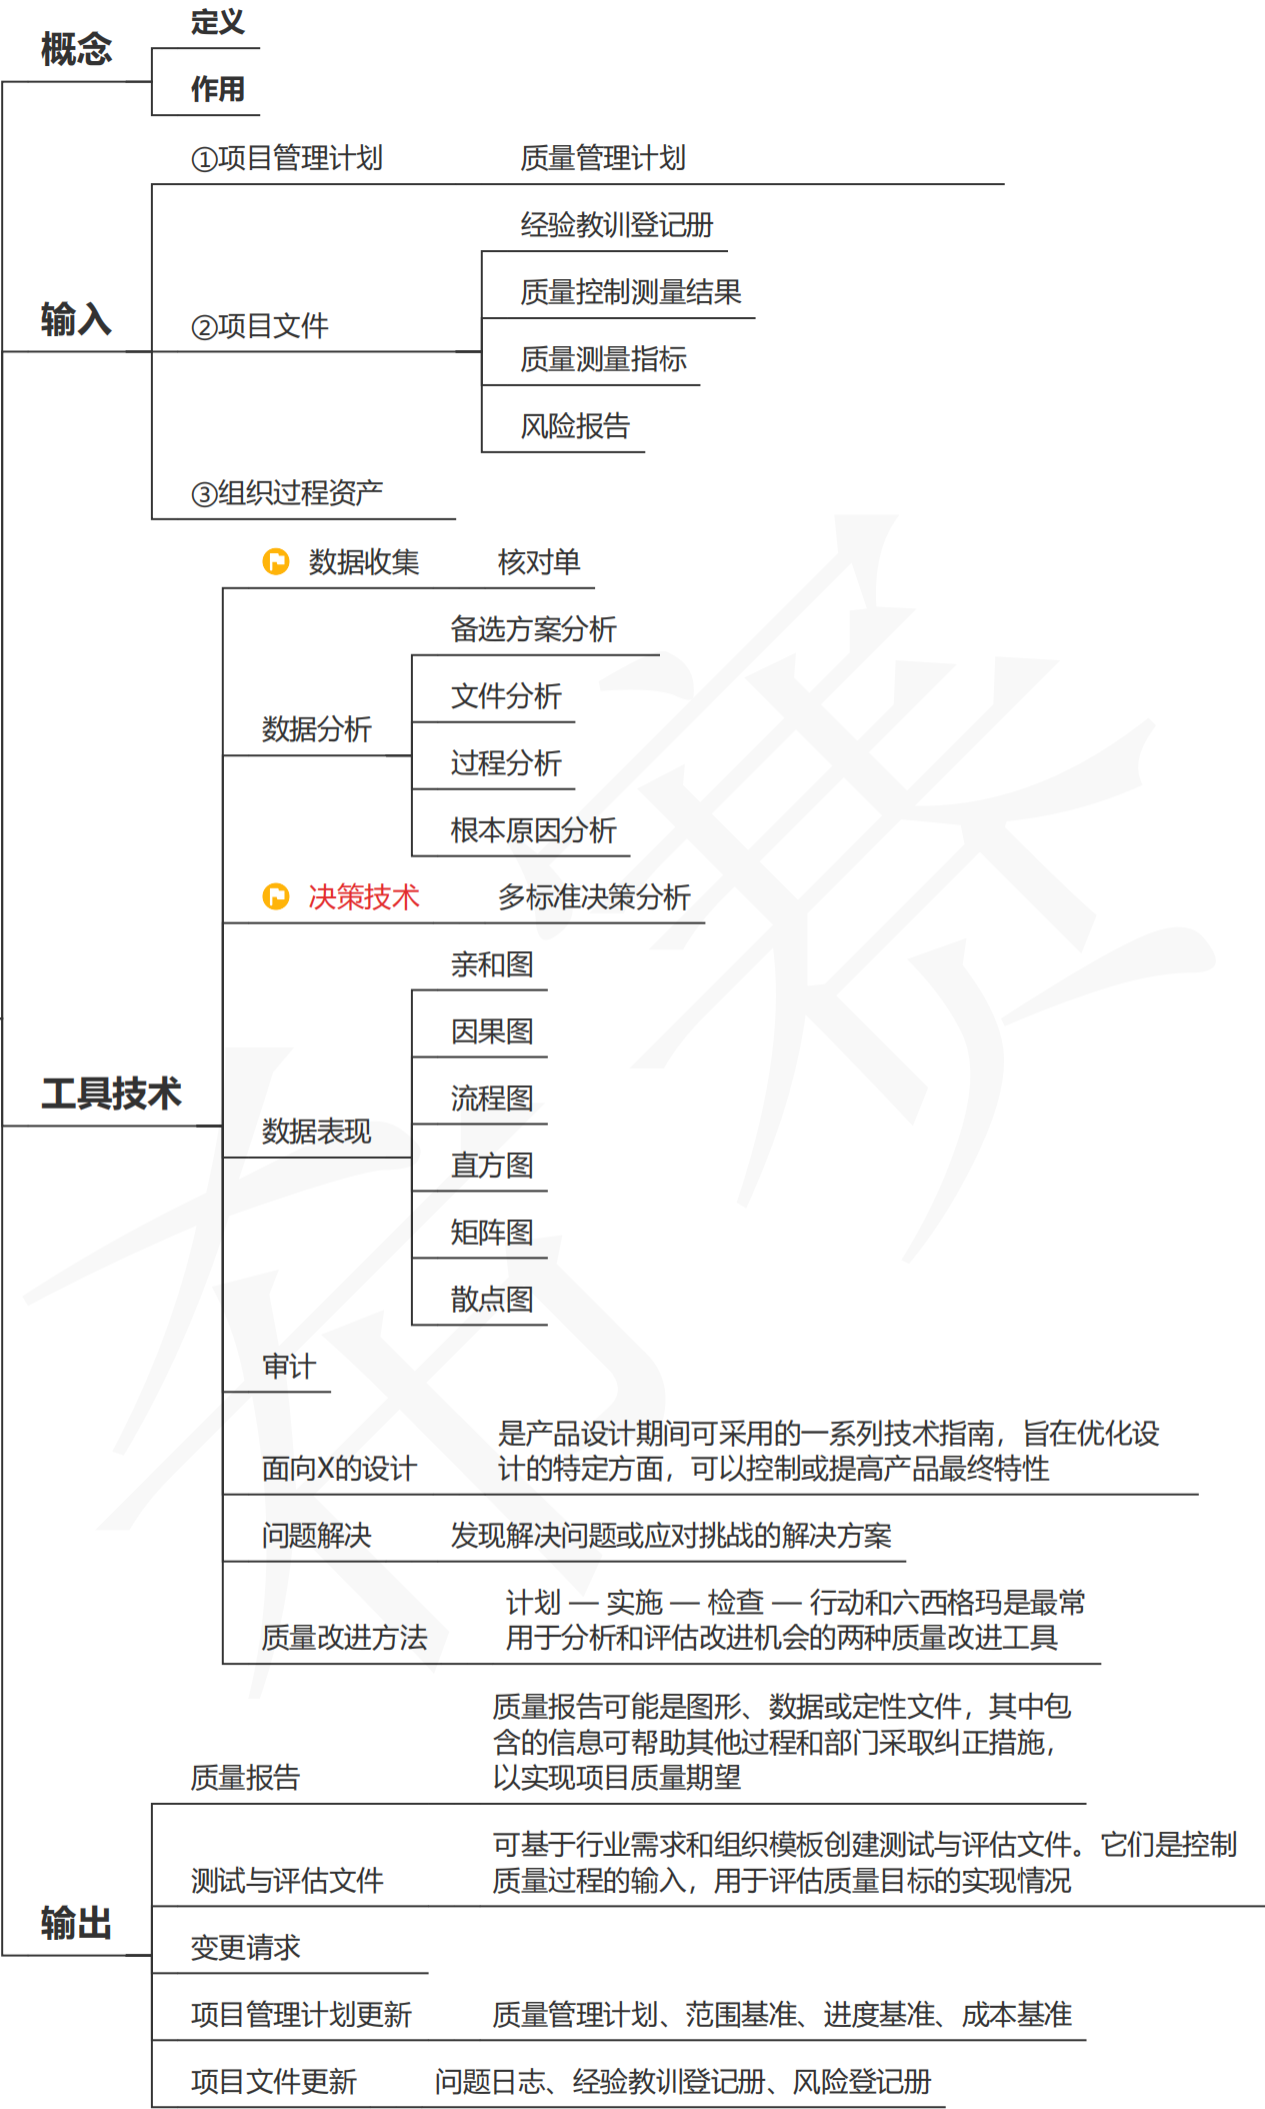 概念
定义
作用
输入
①项目管理计划
质量管理计划
②项目文件
经验教训登记册
质量控制测量结果
质量测量指标
风险报告
③组织过程资产
工具技术
数据收集
核对单
数据分析
备选方案分析
文件分析
过程分析
根本原因分析
决策技术
多标准决策分析
数据表现
亲和图
因果图
流程图
直方图
矩阵图
散点图
审计
面向X的设计
是产品设计期间可采用的一系列技术指南，旨在优化设
计的特定方面，可以控制或提高产品最终特性
问题解决
发现解决问题或应对挑战的解决方案
质量改进方法
计划 — 实施 — 检查 — 行动和六西格玛是最常
用于分析和评估改进机会的两种质量改进工具
输出
质量报告
质量报告可能是图形、数据或定性文件，其中包
含的信息可帮助其他过程和部门采取纠正措施，
以实现项目质量期望
测试与评估文件
可基于行业需求和组织模板创建测试与评估文件。它们是控制
质量过程的输入，用于评估质量目标的实现情况
变更请求
项目管理计划更新
质量管理计划、范围基准、进度基准、成本基准
项目文件更新
问题日志、经验教训登记册、风险登记册
有赛